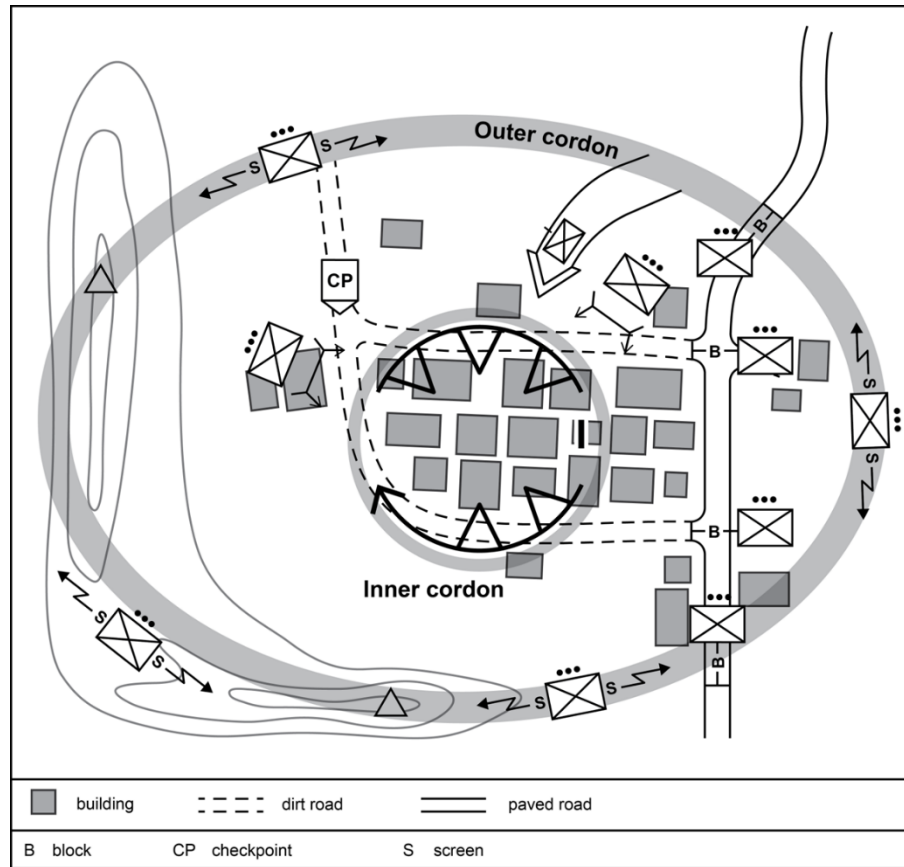 Outer cordon
S
S
B
CP
B
S
S
Inner cordon
B
S
S
S
S
B
building
dirt road
paved road
B block
CP checkpoint
S screen